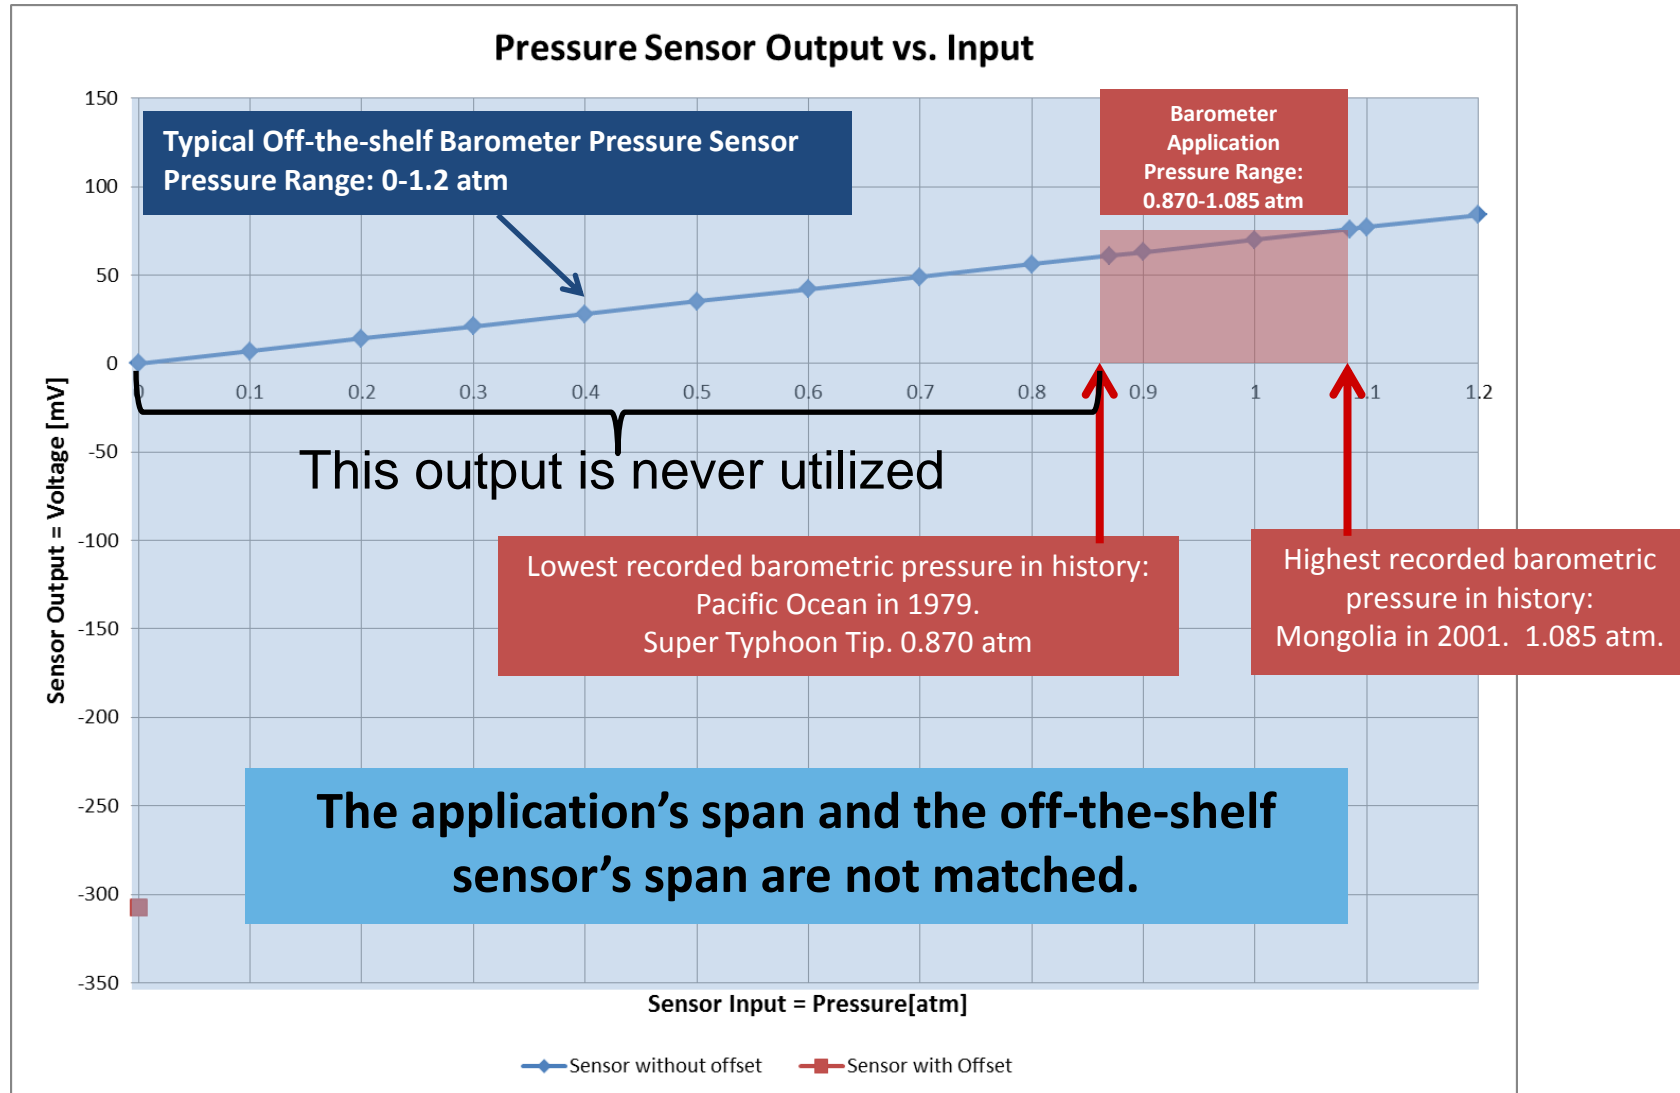 Pressure Sensor Output vs. Input
150
100
50
0
-50
-100
-150
-200
-250
-300
-350
Sensor Output = Voltage [mV]
Typical Off-the-shelf Barometer Pressure Sensor
Pressure Range: 0-1.2 atm
Barometer
Application
Pressure Range:
0.870-1.085 atm
0
0.1
0.2
0.3
0.4
0.5
0.6
0.7
0.8
0.9
1
1.1
1.2
This output is never utilized
Lowest recorded barometric pressure in history:
Pacific Ocean in 1979.
Super Typhoon Tip. 0.870 atm
Highest recorded barometric
pressure in history:
Mongolia in 2001.  1.085 atm.
The application’s span and the off-the-shelf
sensor’s span are not matched.
Sensor Input = Pressure[atm]
Sensor without offset
Sensor with Offset